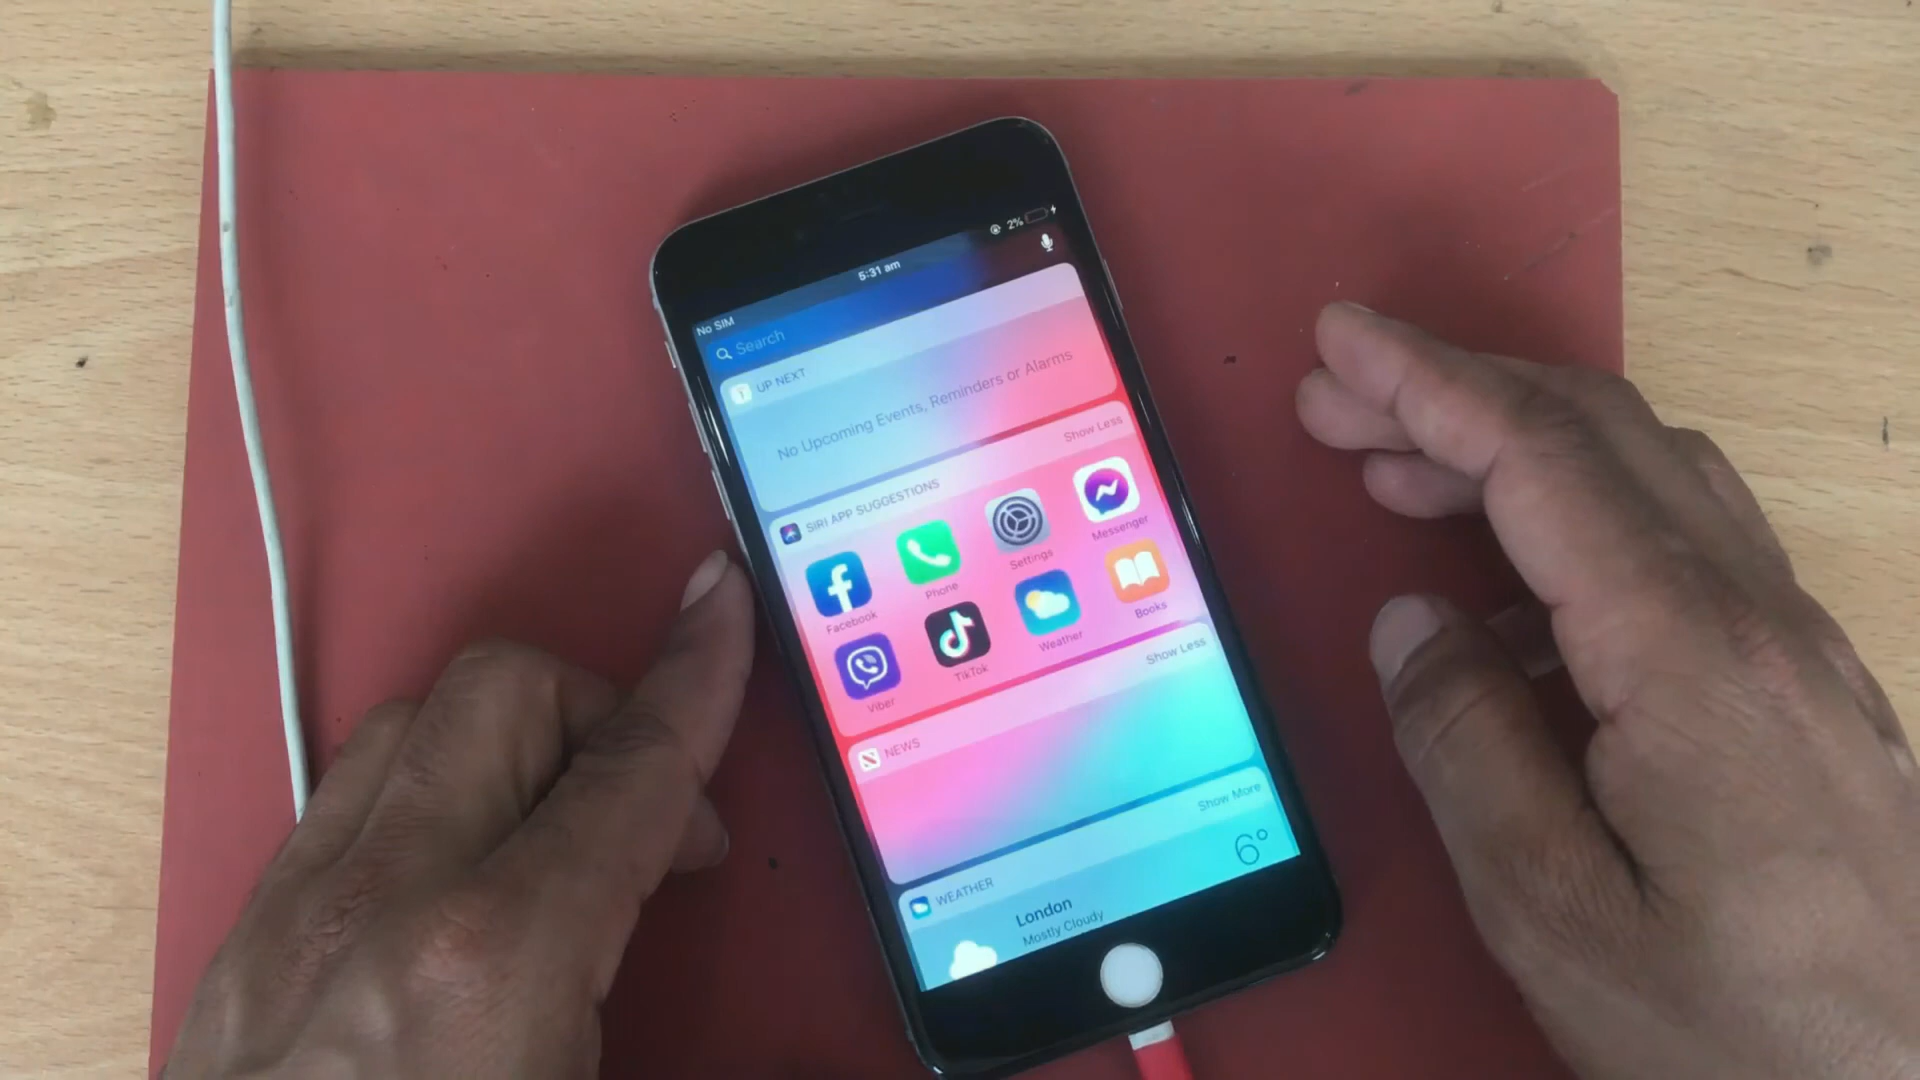 2%
5:31 am
No SIM
Search
UP NEXT
No Upcoming Events, Reminders or Alarms
SIRI APP SUGGESTIONS
Show Less
Facebook
Phone
Settings
Messenger
Viber
TikTok
Weather
Books
NEWS
Show Less
WEATHER
Show More
London
Mostly Cloudy
6°